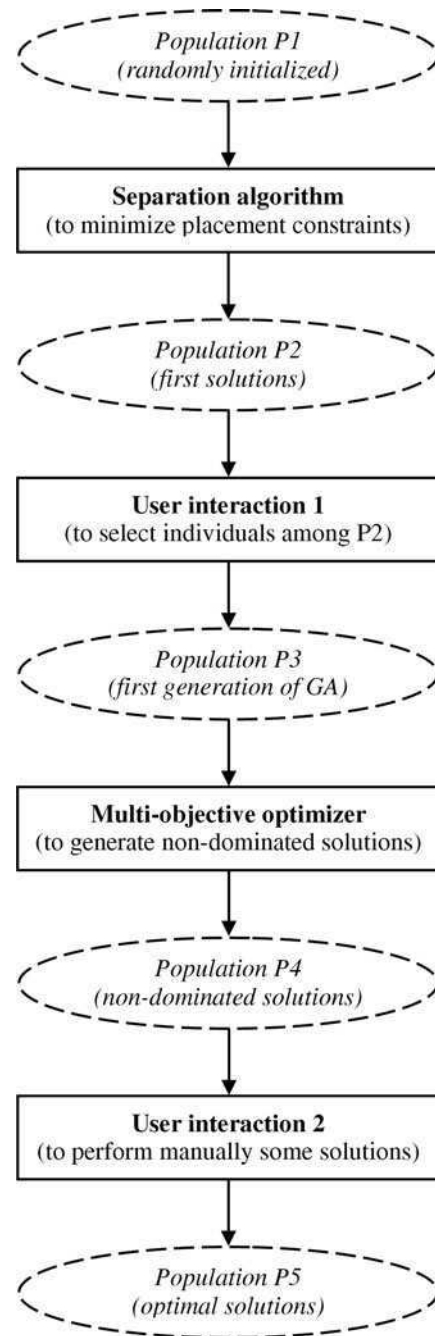 Population P1
(randomly initialized)
Separation algorithm
(to minimize placement constraints)
Population P2
(first solutions)
User interaction 1
(to select individuals among P2)
Population P3
(first generation of GA)
Multi-objective optimizer
(to generate non-dominated solutions)
Population P4
(non-dominated solutions)
User interaction 2
(to perform manually some solutions)
Population P5
(optimal solutions)